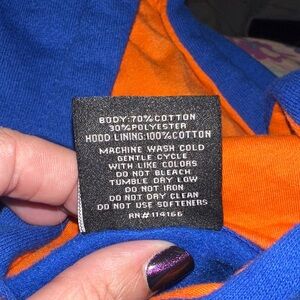 BODY:70%COTTON
30%POLYESTER
HOOD LINING:100%COTTON
MACHINE WASH COLD
GENTLE CYCLE
WITH LIKE COLORS
DO NOT BLEACH
TUMBLE DRY LOW
DO NOT IRON
DO NOT DRY CLEAN
DO NOT USE SOFTENERS
RN#114166